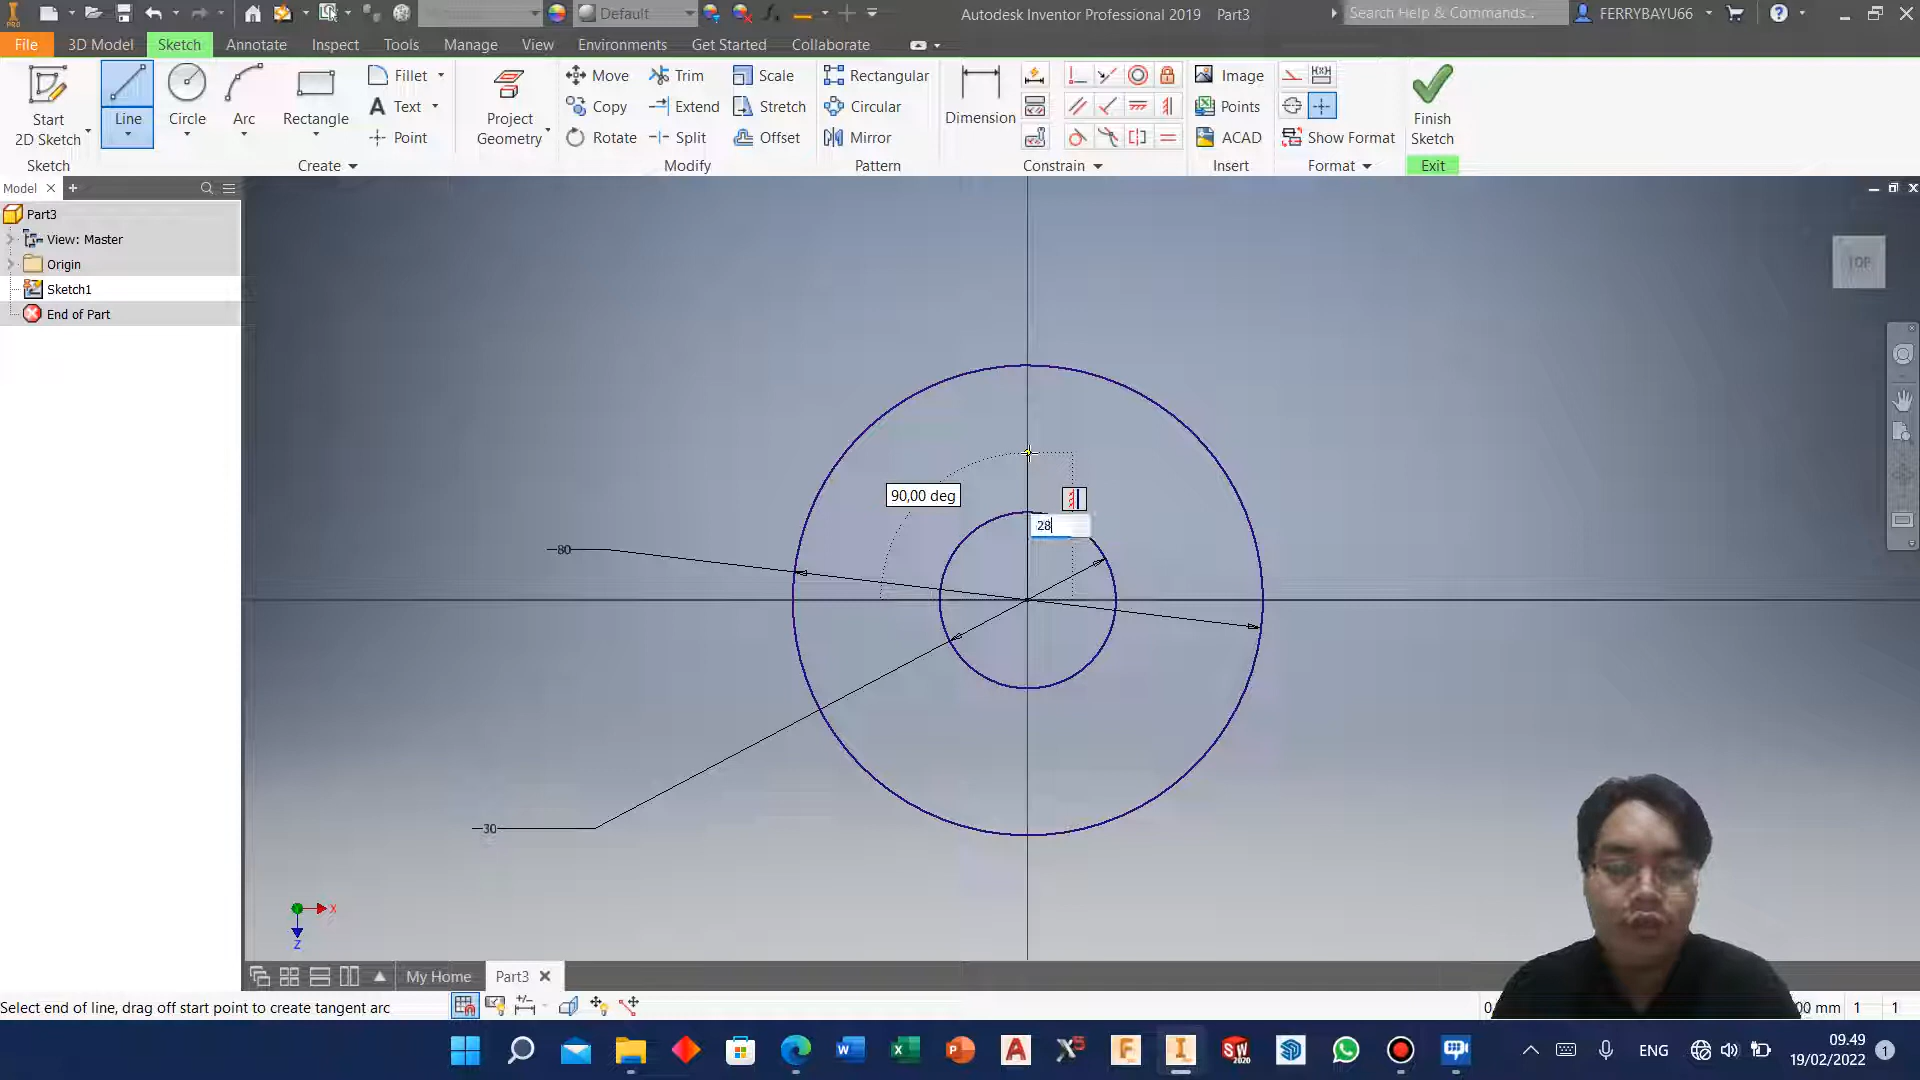 Default
Autodesk Inventor Professional 2019 Part3
Search Help & Commands...
FERRYBAYU66
PRO
File 3D Model Sketch Annotate Inspect Tools Manage View Environments Get Started Collaborate
Start
2D Sketch
Line
Circle
Arc
Rectangle
Fillet
Text
Point
Project
Geometry
Move
Copy
Rotate
Trim
Extend
Split
Scale
Stretch
Offset
Rectangular
Circular
Mirror
Dimension
Image
Points
ACAD
Show Format
Finish
Sketch
Sketch Create Modify Pattern Constrain Insert Format Exit
Model
Part3
View: Master
Origin
Sketch1
End of Part
TOP
90,00 deg
28
80
30
X
Z
My Home Part3
Select end of line, drag off start point to create tangent arc
mm 1 1
ENG
09.49
19/02/2022
1